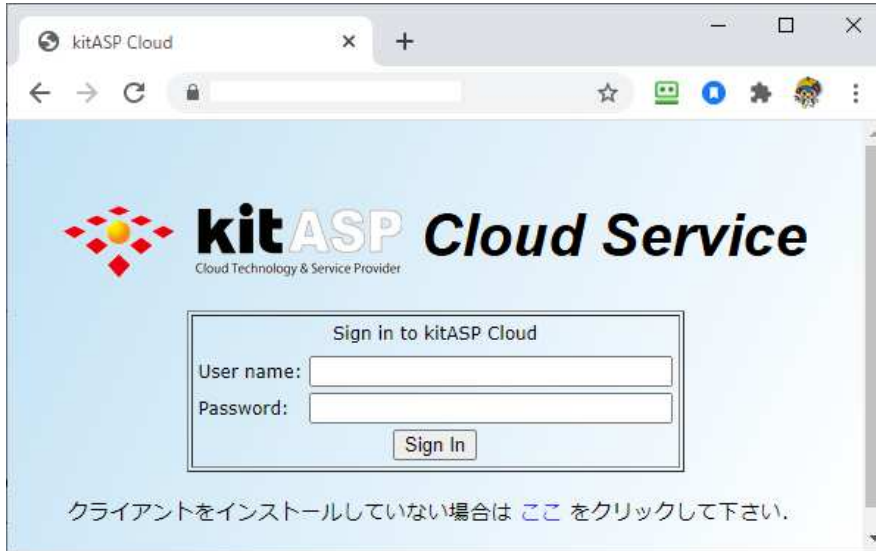 kitASP Cloud
kitASP Cloud Service
Cloud Technology & Service Provider
Sign in to kitASP Cloud
User name:
Password:
Sign In
クライアントをインストールしていない場合は ここ をクリックして下さい.